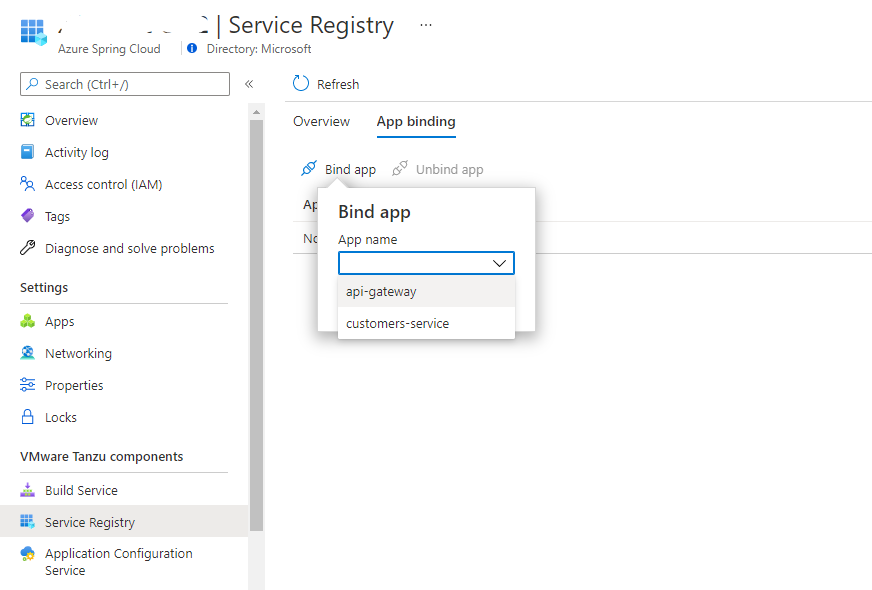 | Service Registry ...
Azure Spring Cloud
Directory: Microsoft
Search (Ctrl+/)
«
Overview
Activity log
Access control (IAM)
Tags
Diagnose and solve problems
Settings
Apps
Networking
Properties
Locks
VMware Tanzu components
Build Service
Service Registry
Application Configuration
Service
Refresh
Overview
App binding
Bind app
Unbind app
Ap
No
Bind app
App name
api-gateway
customers-service